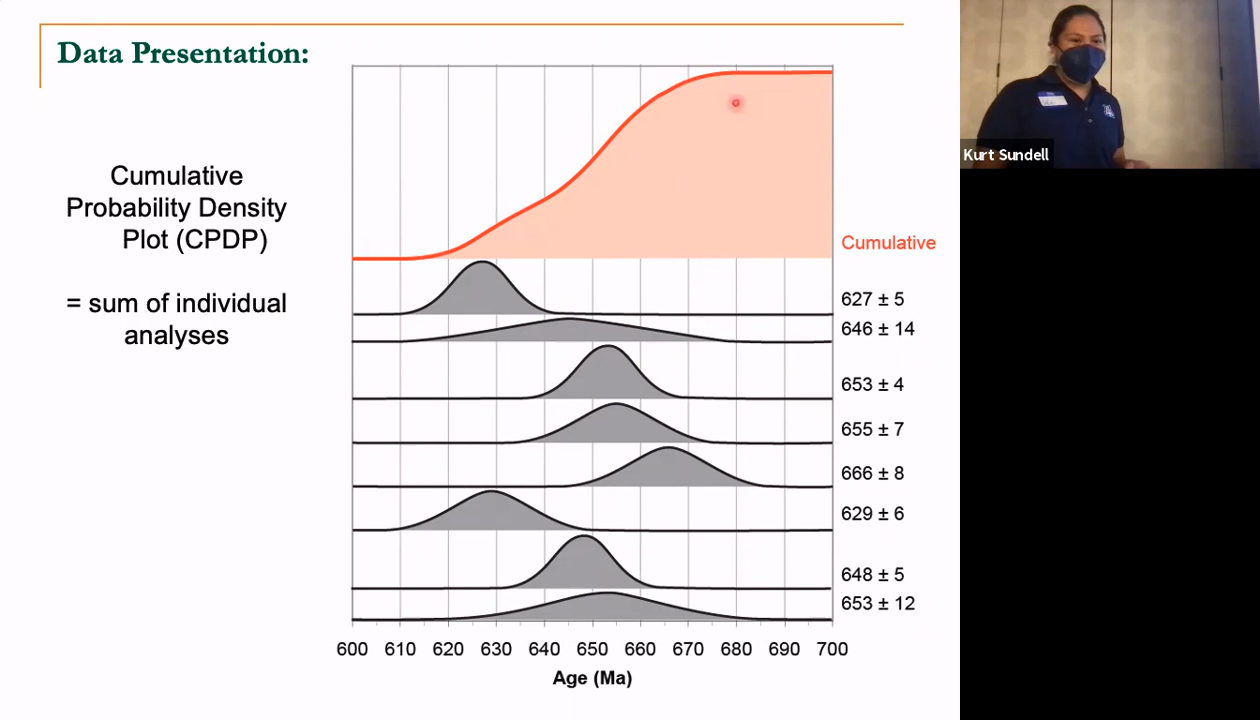 Data Presentation:
Cumulative
Probability Density
Plot (CPDP)
= sum of individual
analyses
Cumulative
627 ± 5
646 ± 14
653 ± 4
655 ± 7
666 ± 8
629 ± 6
648 ± 5
653 ± 12
600 610 620 630 640 650 660 670 680 690 700
Age (Ma)
Kurt Sundell